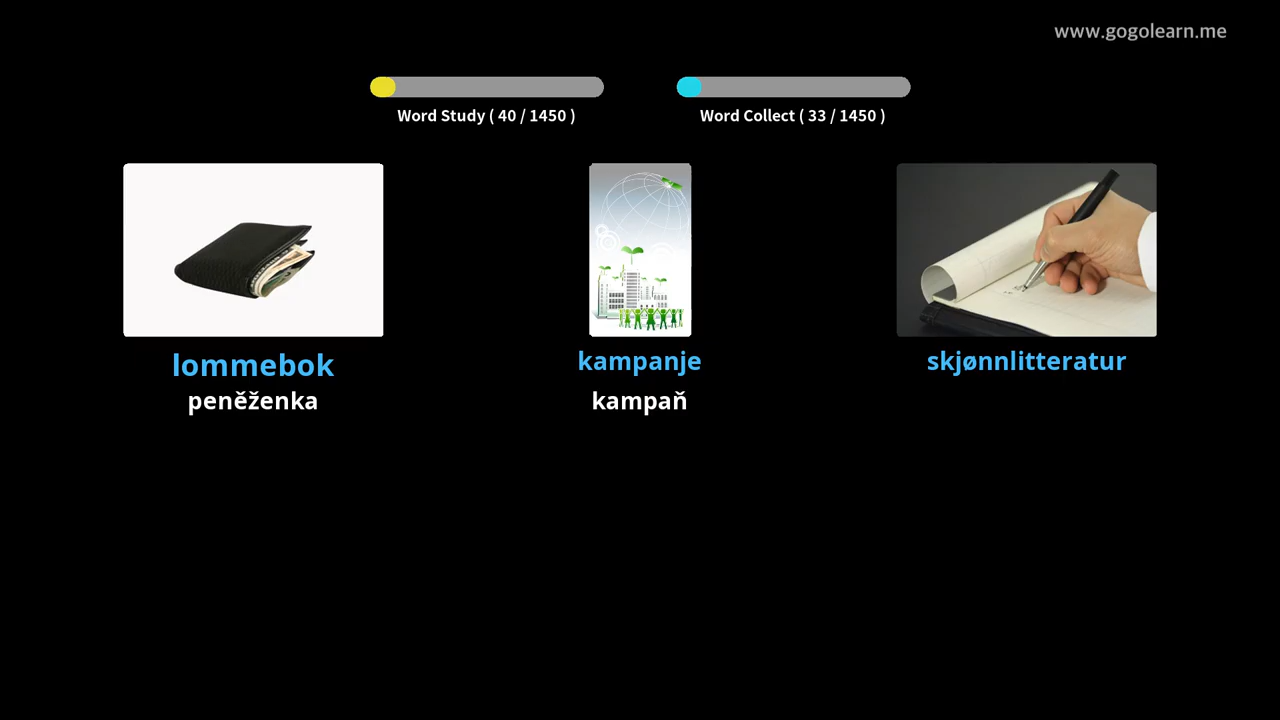 www.gogolearn.me
Word Study ( 40 / 1450 )
Word Collect ( 33 / 1450 )
lommebok
peněženka
kampanje
kampaň
skjønnlitteratur